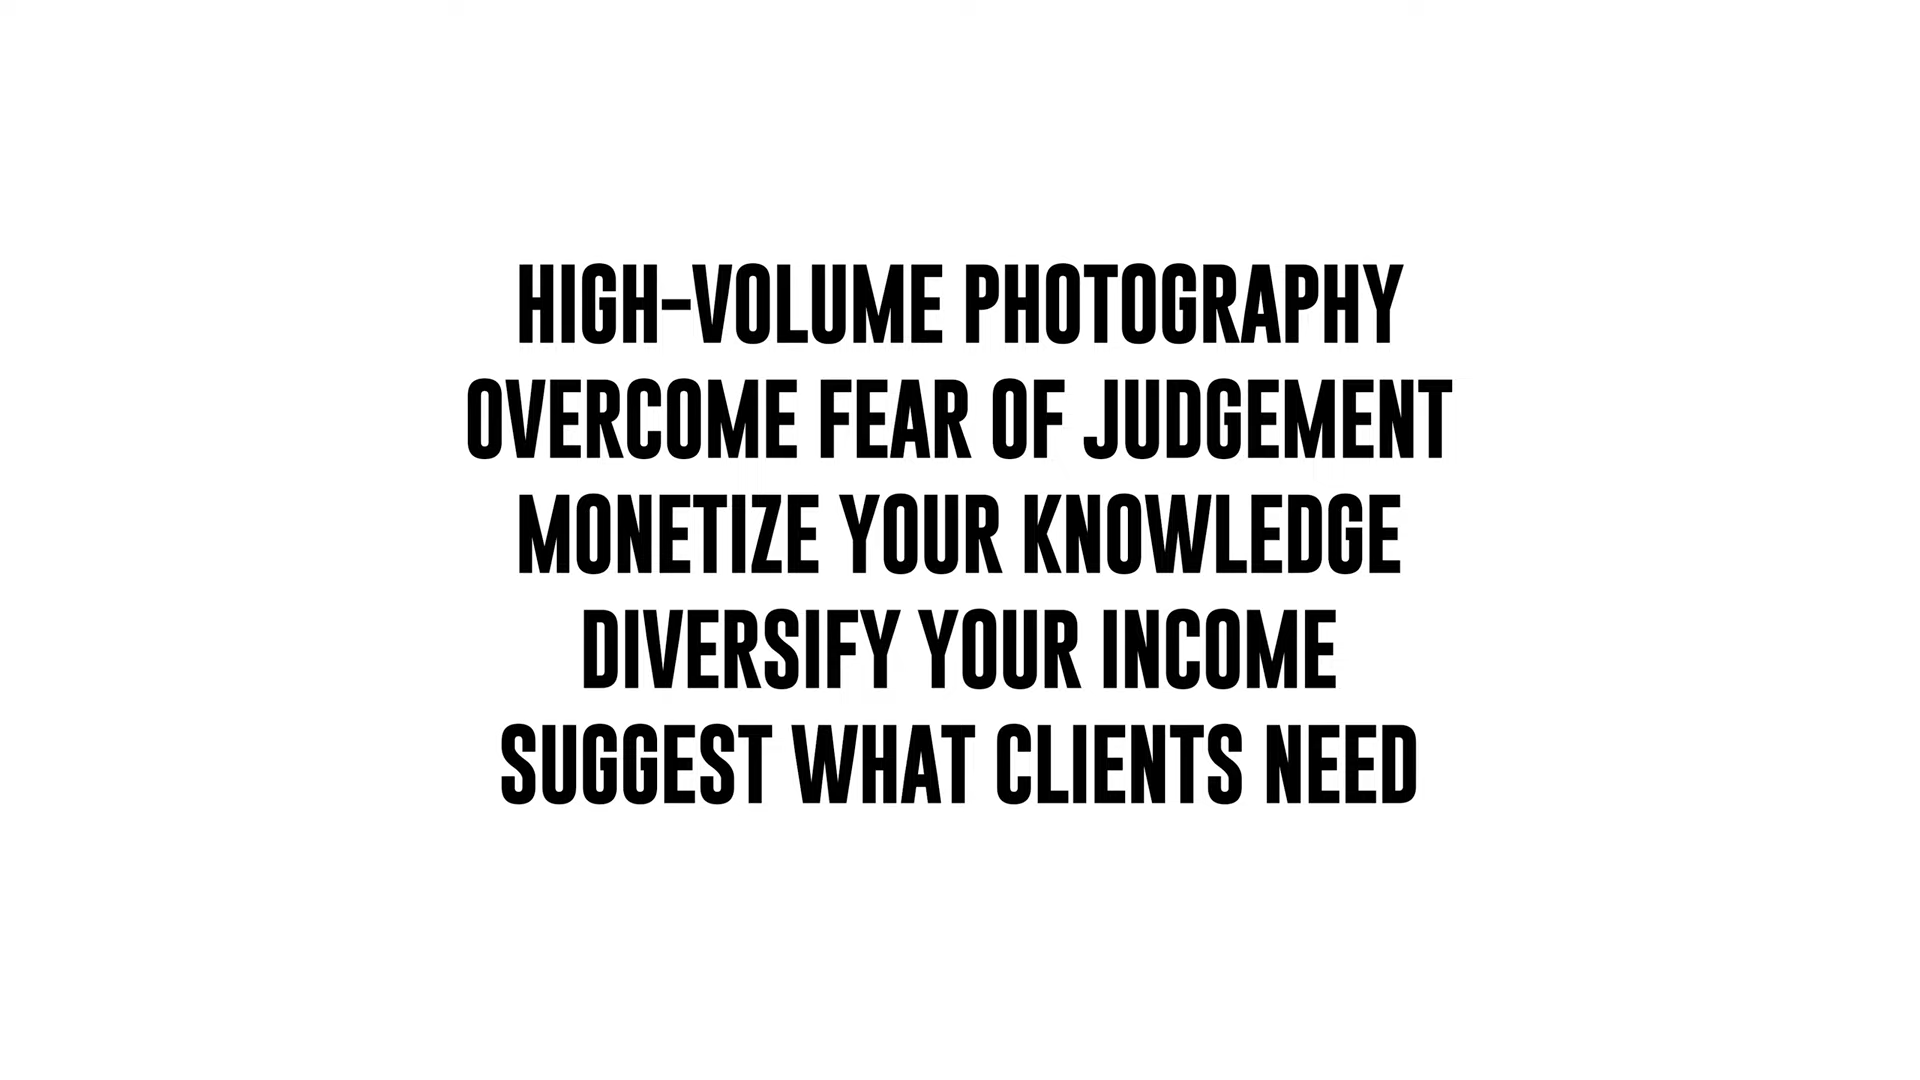 HIGH-VOLUME PHOTOGRAPHY
OVERCOME FEAR OF JUDGEMENT
MONETIZE YOUR KNOWLEDGE
DIVERSIFY YOUR INCOME
SUGGEST WHAT CLIENTS NEED